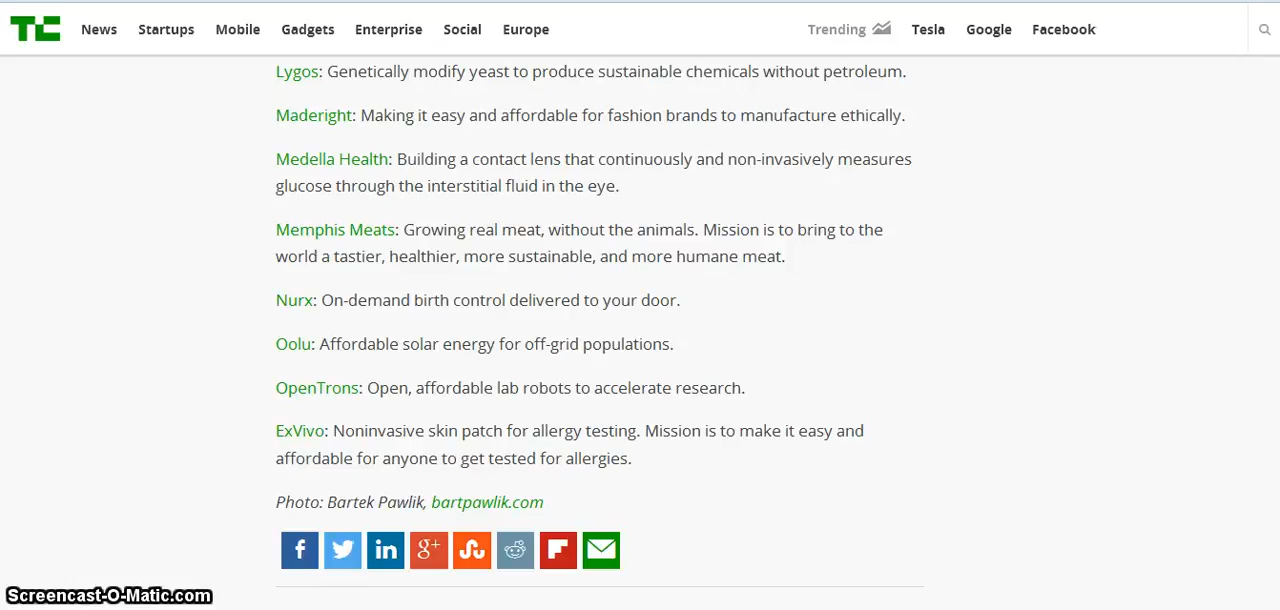 TC News Startups Mobile Gadgets Enterprise Social Europe Trending Tesla Google Facebook
Lygos: Genetically modify yeast to produce sustainable chemicals without petroleum.
Maderight: Making it easy and affordable for fashion brands to manufacture ethically.
Medella Health: Building a contact lens that continuously and non-invasively measures
glucose through the interstitial fluid in the eye.
Memphis Meats: Growing real meat, without the animals. Mission is to bring to the
world a tastier, healthier, more sustainable, and more humane meat.
Nurx: On-demand birth control delivered to your door.
Oolu: Affordable solar energy for off-grid populations.
OpenTrons: Open, affordable lab robots to accelerate research.
ExVivo: Noninvasive skin patch for allergy testing. Mission is to make it easy and
affordable for anyone to get tested for allergies.
Photo: Bartek Pawlik, bartpawlik.com
f in g+
Screencast-O-Matic.com